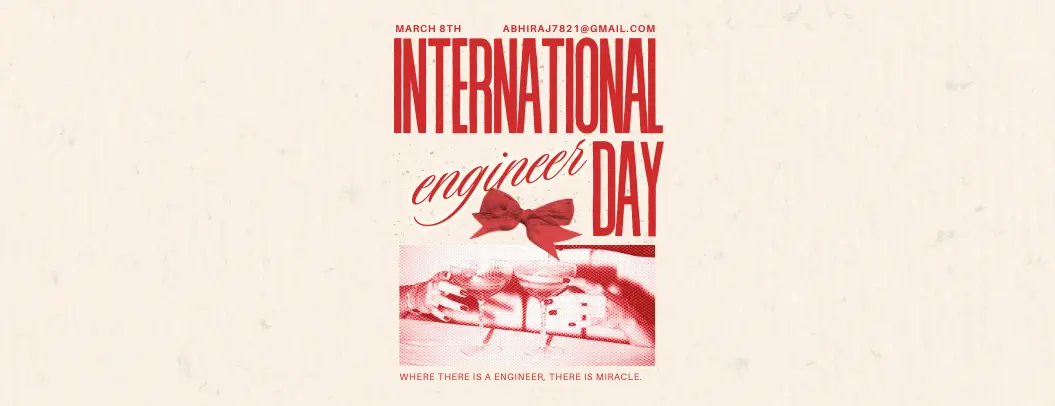 MARCH 8TH ABHIRAJ7821@GMAIL.COM
INTERNATIONAL
engineer DAY
WHERE THERE IS A ENGINEER, THERE IS MIRACLE.